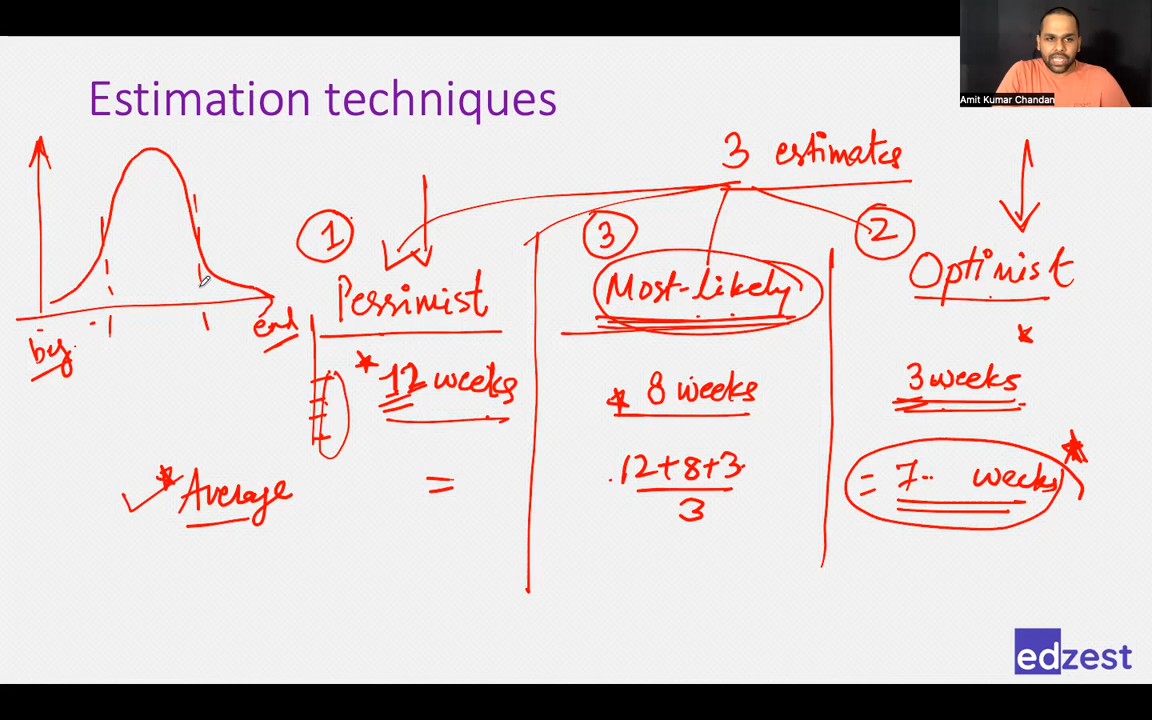 Amit Kumar Chandan
Estimation techniques
3 estimates
1
3
2
Pessimist
Most-likely
Optimist
beg.
end
12 weeks
8 weeks
3 weeks
Average
=
12+8+3
3
= 7.. weeks
edzest